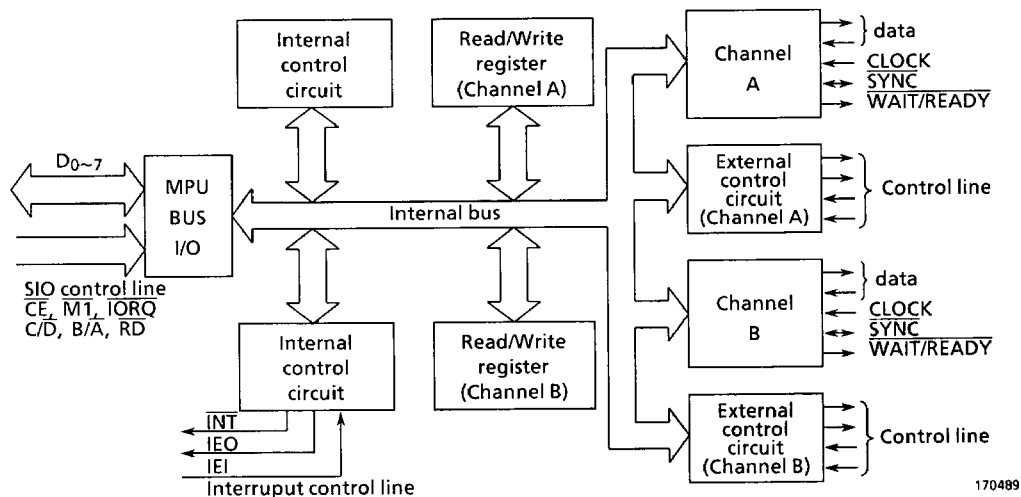 Internal
control
circuit
Read/Write
register
(Channel A)
Channel
A
data
CLOCK
SYNC
WAIT/READY
D0~7
MPU
BUS
I/O
Internal bus
External
control
circuit
(Channel A)
Control line
SIO control line
CE, M1, IORQ
C/D, B/A, RD
Internal
control
circuit
Read/Write
register
(Channel B)
Channel
B
data
CLOCK
SYNC
WAIT/READY
External
control
circuit
(Channel B)
Control line
INT
IEO
IEI
Interruput control line
170489